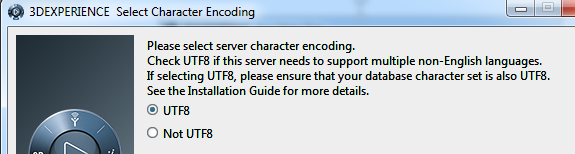 3DEXPERIENCE Select Character Encoding
Please select server character encoding.
Check UTF8 if this server needs to support multiple non-English languages.
If selecting UTF8, please ensure that your database character set is also UTF8.
See the Installation Guide for more details.
UTF8
Not UTF8